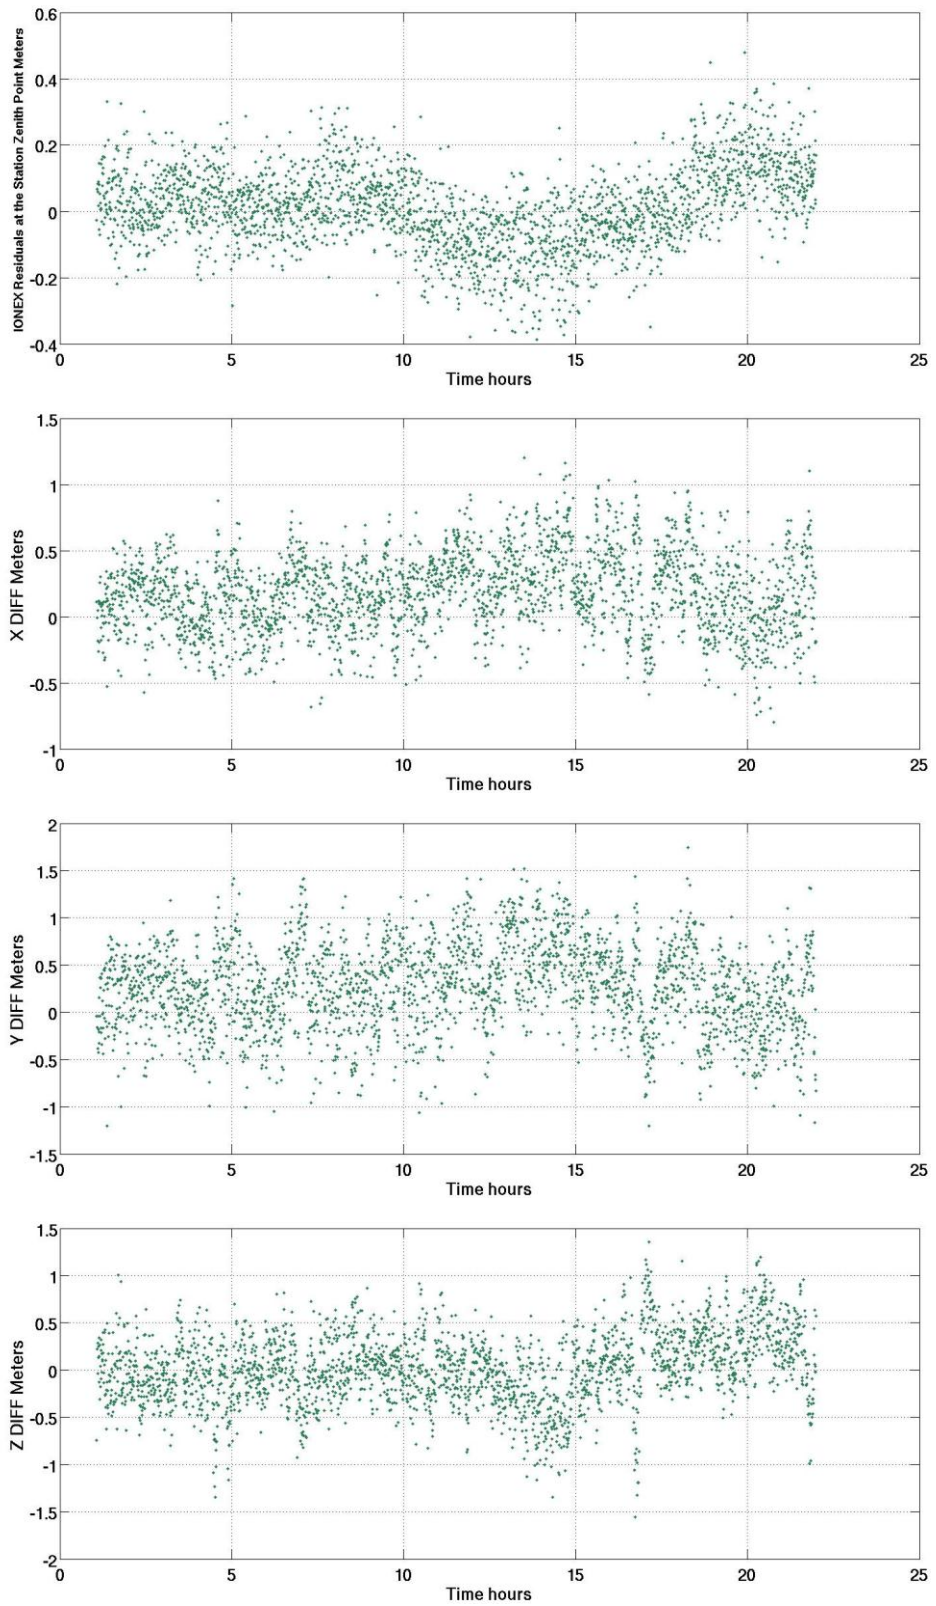 IONEX Residuals at the Station Zenith Point Meters
0.6
0.4
0.2
0
-0.2
-0.4
0 5 10 15 20 25
Time hours
X DIFF Meters
1.5
1
0.5
0
-0.5
-1
0 5 10 15 20 25
Time hours
Y DIFF Meters
2
1.5
1
0.5
0
-0.5
-1
-1.5
0 5 10 15 20 25
Time hours
Z DIFF Meters
1.5
1
0.5
0
-0.5
-1
-1.5
-2
0 5 10 15 20 25
Time hours